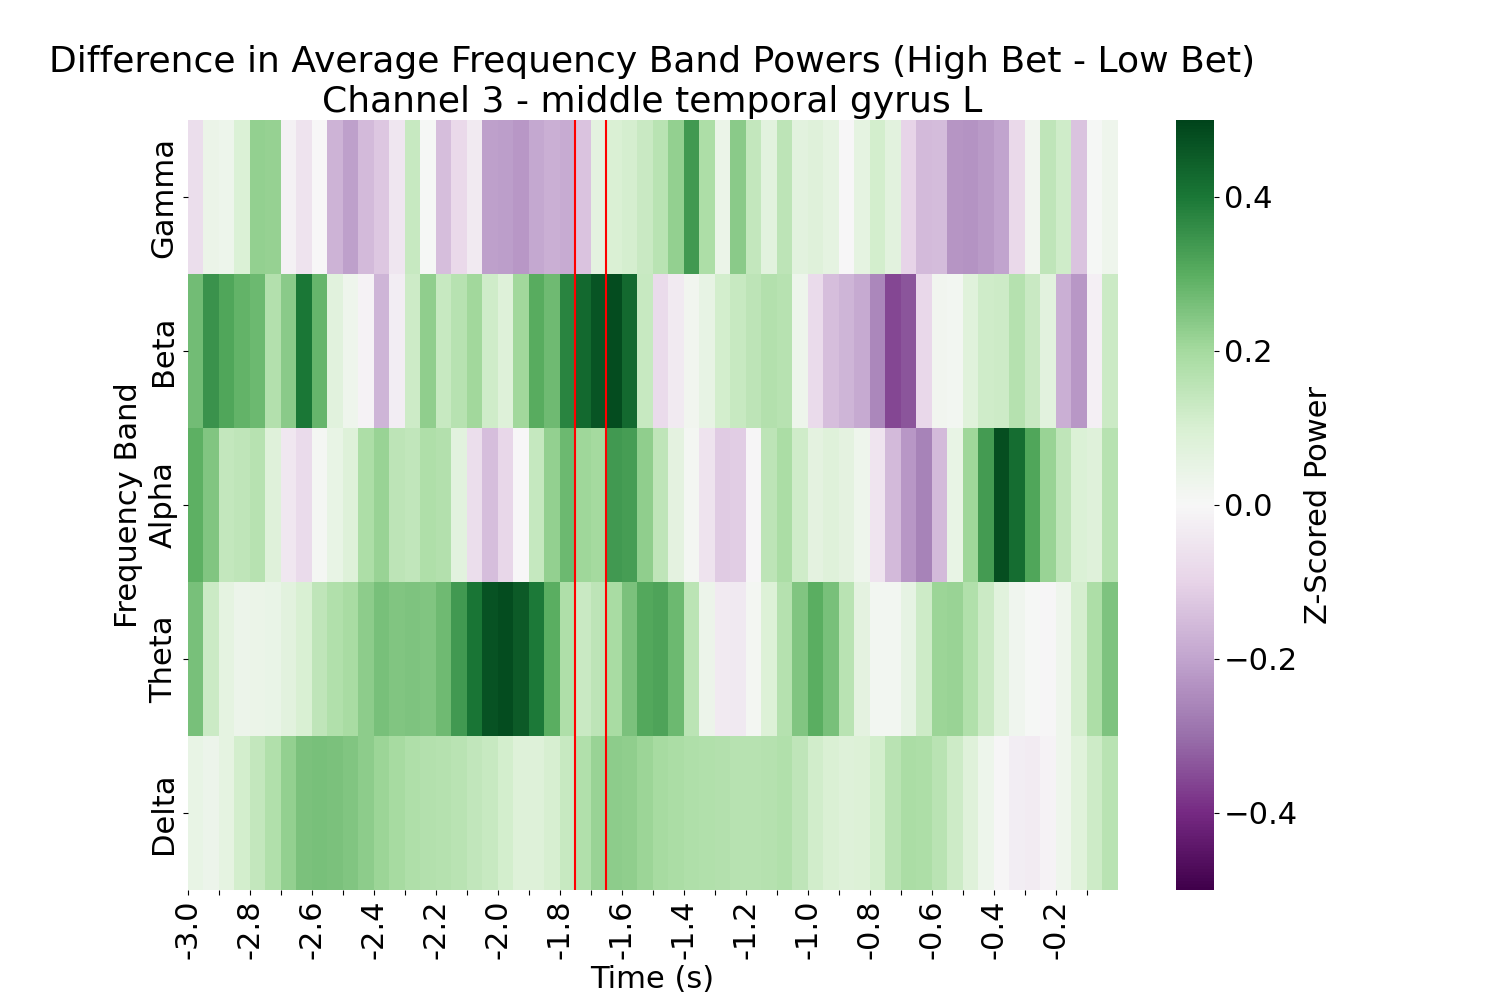 Difference in Average Frequency Band Powers (High Bet - Low Bet)
Channel 3 - middle temporal gyrus L
Frequency Band
Gamma
Beta
Alpha
Theta
Delta
-3.0
-2.8
-2.6
-2.4
-2.2
-2.0
-1.8
-1.6
-1.4
-1.2
-1.0
-0.8
-0.6
-0.4
-0.2
Time (s)
0.4
0.2
0.0
−0.2
−0.4
Z-Scored Power